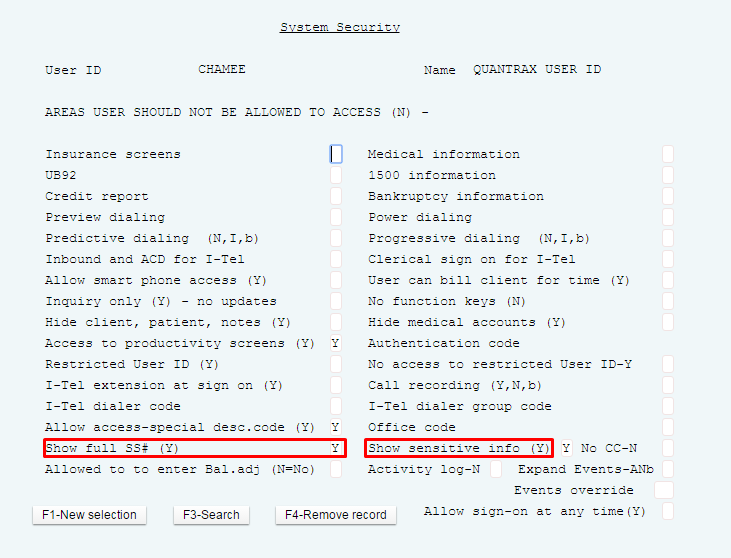 System Security
User ID CHAMEE Name QUANTRAX USER ID
AREAS USER SHOULD NOT BE ALLOWED TO ACCESS (N) -
Insurance screens Medical information
UB92 1500 information
Credit report Bankruptcy information
Preview dialing Power dialing
Predictive dialing (N,I,b) Progressive dialing (N,I,b)
Inbound and ACD for I-Tel Clerical sign on for I-Tel
Allow smart phone access (Y) User can bill client for time (Y)
Inquiry only (Y) - no updates No function keys (N)
Hide client, patient, notes (Y) Hide medical accounts (Y)
Access to productivity screens (Y) Y Authentication code
Restricted User ID (Y) No access to restricted User ID-Y
I-Tel extension at sign on (Y) Call recording (Y,N,b)
I-Tel dialer code I-Tel dialer group code
Allow access-special desc.code (Y) Y Office code
Show full SS# (Y) Y Show sensitive info (Y) Y No CC-N
Allowed to to enter Bal.adj (N=No) Activity log-N Expand Events-ANb
Events override
F1-New selection F3-Search F4-Remove record Allow sign-on at any time(Y)